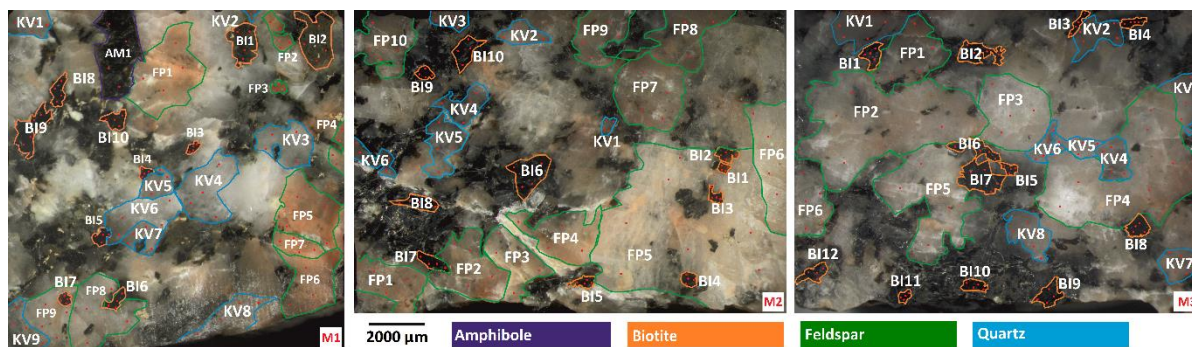 KV1
AM1
KV2
BI1
FP2
BI2
FP1
BI8
FP3
BI9
BI10
FP4
BI3
KV3
BI4
KV5
KV4
KV6
FP5
BI5
KV7
FP7
FP6
BI7
FP8
BI6
FP9
KV8
KV9
M1
KV3
FP10
KV2
FP9
FP8
BI10
BI9
FP7
KV4
KV5
KV1
KV6
BI6
BI2
FP6
BI1
BI8
BI3
FP4
BI7
FP3
FP5
FP1
FP2
BI4
BI5
M2
KV1
BI3
KV2
BI4
FP1
BI1
BI2
FP3
KV
FP2
BI6
KV6
KV5
KV4
BI7
BI5
FP5
FP4
FP6
KV8
BI8
BI12
KV7
BI10
BI11
BI9
M3
2000 µm
Amphibole
Biotite
Feldspar
Quartz